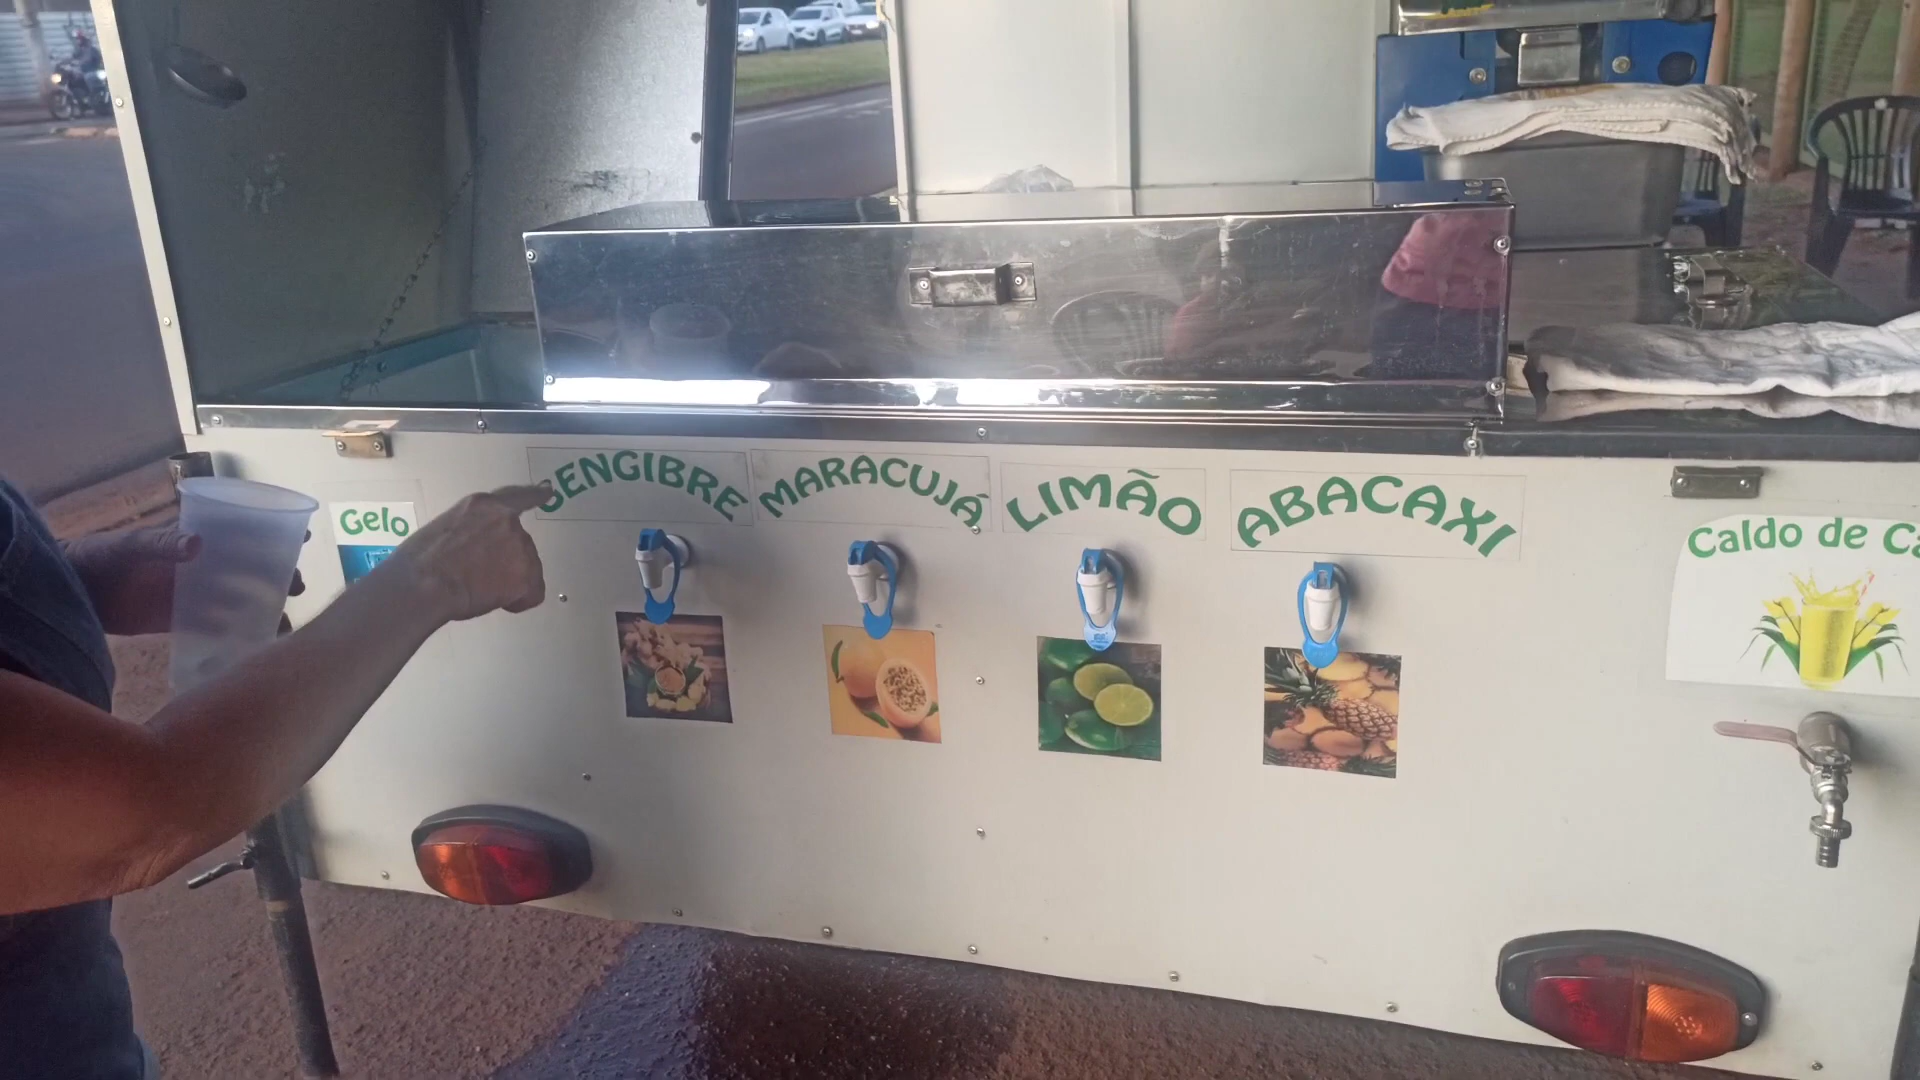 Gelo
GENGIBRE
MARACUJÁ
LIMÃO
ABACAXI
Caldo de Ca